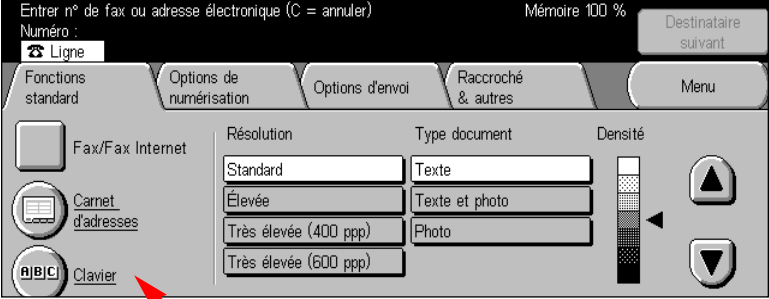 Entrer n° de fax ou adresse électronique (C = annuler)
Mémoire 100 %
Numéro :
Ligne
Destinataire
suivant
Fonctions
standard
Options de
numérisation
Options d'envoi
Raccroché
& autres
Menu
Fax/Fax Internet
Carnet
d'adresses
ABC
Clavier
Résolution
Standard
Élevée
Très élevée (400 ppp)
Très élevée (600 ppp)
Type document
Texte
Texte et photo
Photo
Densité